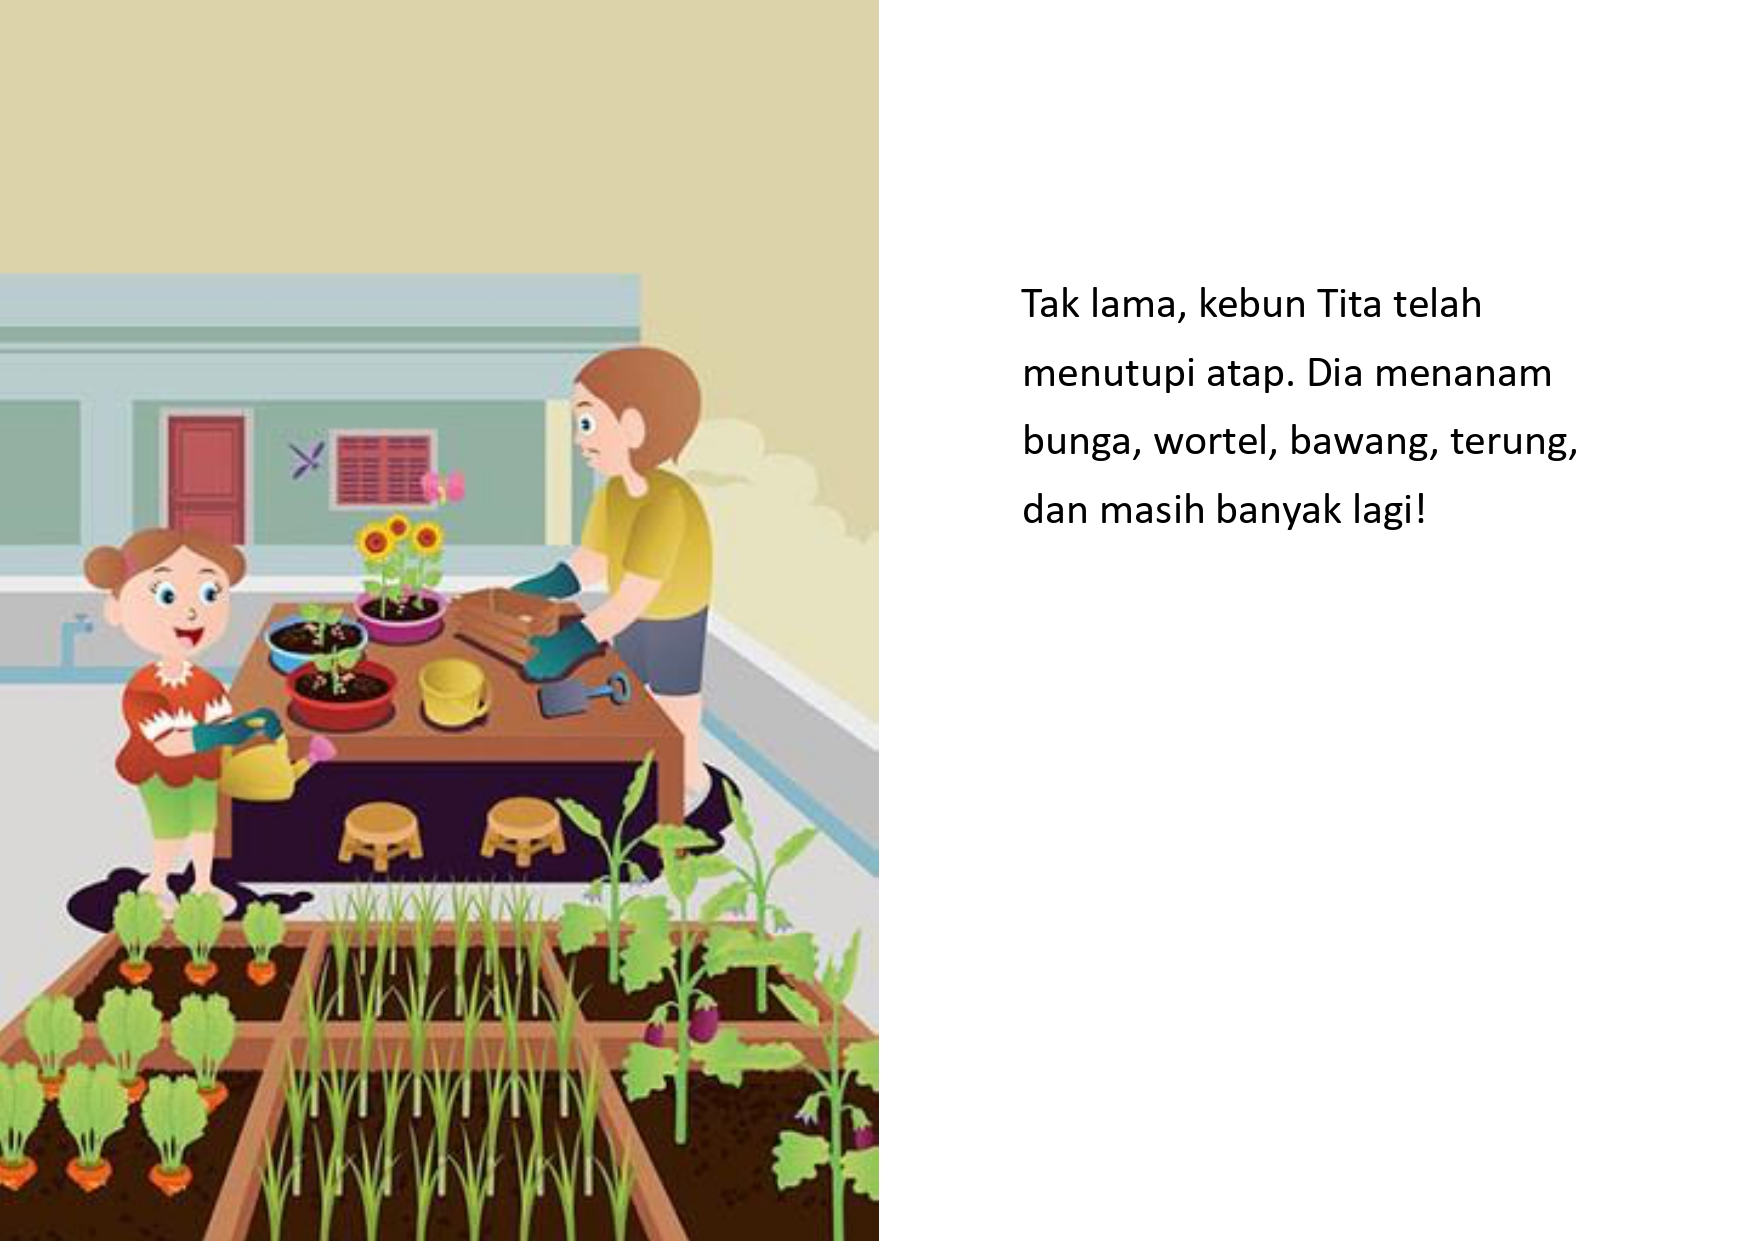 Tak lama, kebun Tita telah
menutupi atap. Dia menanam
bunga, wortel, bawang, terung,
dan masih banyak lagi!